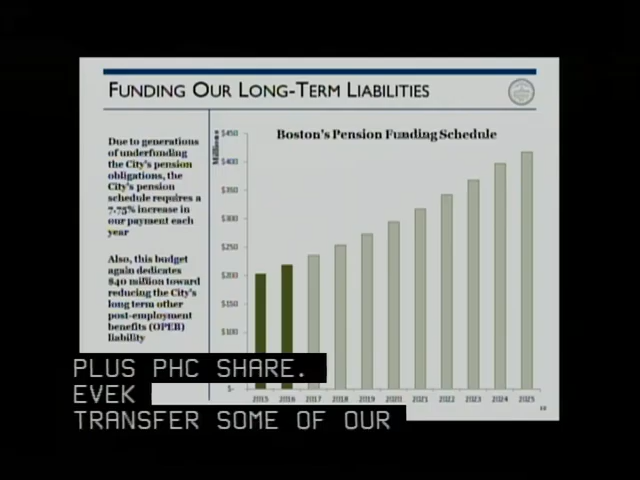 FUNDING OUR LONG-TERM LIABILITIES
Due to generations
of underfunding
the City's pension
obligations, the
City's pension
schedule requires a
7.75% increase in
our payment each
year
Also, this budget
again dedicates
$40 million toward
reducing the City's
long term other
post-employment
benefits (OPEB)
liability
Boston's Pension Funding Schedule
Millions
$450
$400
$350
$300
$250
$200
$150
$100
$-
2015 2016 2017 2018 2019 2020 2021 2022 2023 2024 2025
PLUS PHC SHARE.
EVEK
TRANSFER SOME OF OUR